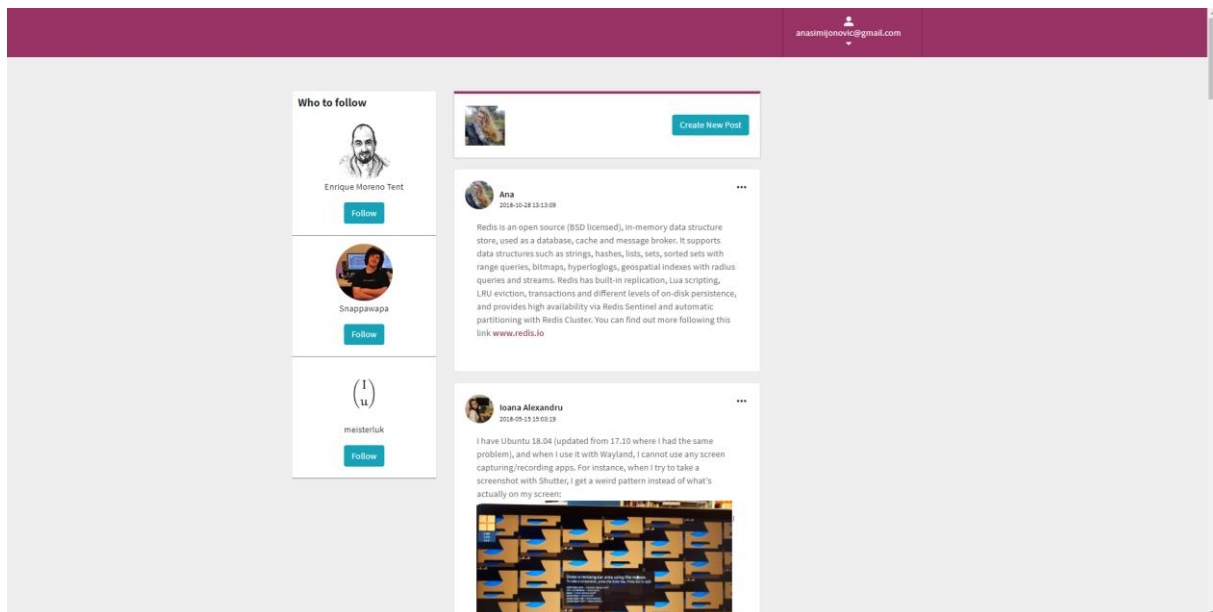 anasimijonovic@gmail.com
Who to follow
Enrique Moreno Tent
Follow
Snappawapa
Follow
(I
u)
meisterluk
Follow
Create New Post
Ana
2018-10-28 13:13:09
Redis is an open source (BSD licensed), in-memory data structure
store, used as a database, cache and message broker. It supports
data structures such as strings, hashes, lists, sets, sorted sets with
range queries, bitmaps, hyperloglogs, geospatial indexes with radius
queries and streams. Redis has built-in replication, Lua scripting,
LRU eviction, transactions and different levels of on-disk persistence,
and provides high availability via Redis Sentinel and automatic
partitioning with Redis Cluster. You can find out more following this
link www.redis.io
Ioana Alexandru
2018-05-15 15:03:19
I have Ubuntu 18.04 (updated from 17.10 where I had the same
problem), and when I use it with Wayland, I cannot use any screen
capturing/recording apps. For instance, when I try to take a
screenshot with Shutter, I get a weird pattern instead of what's
actually on my screen:
Draw a rectangular area using the mouse.